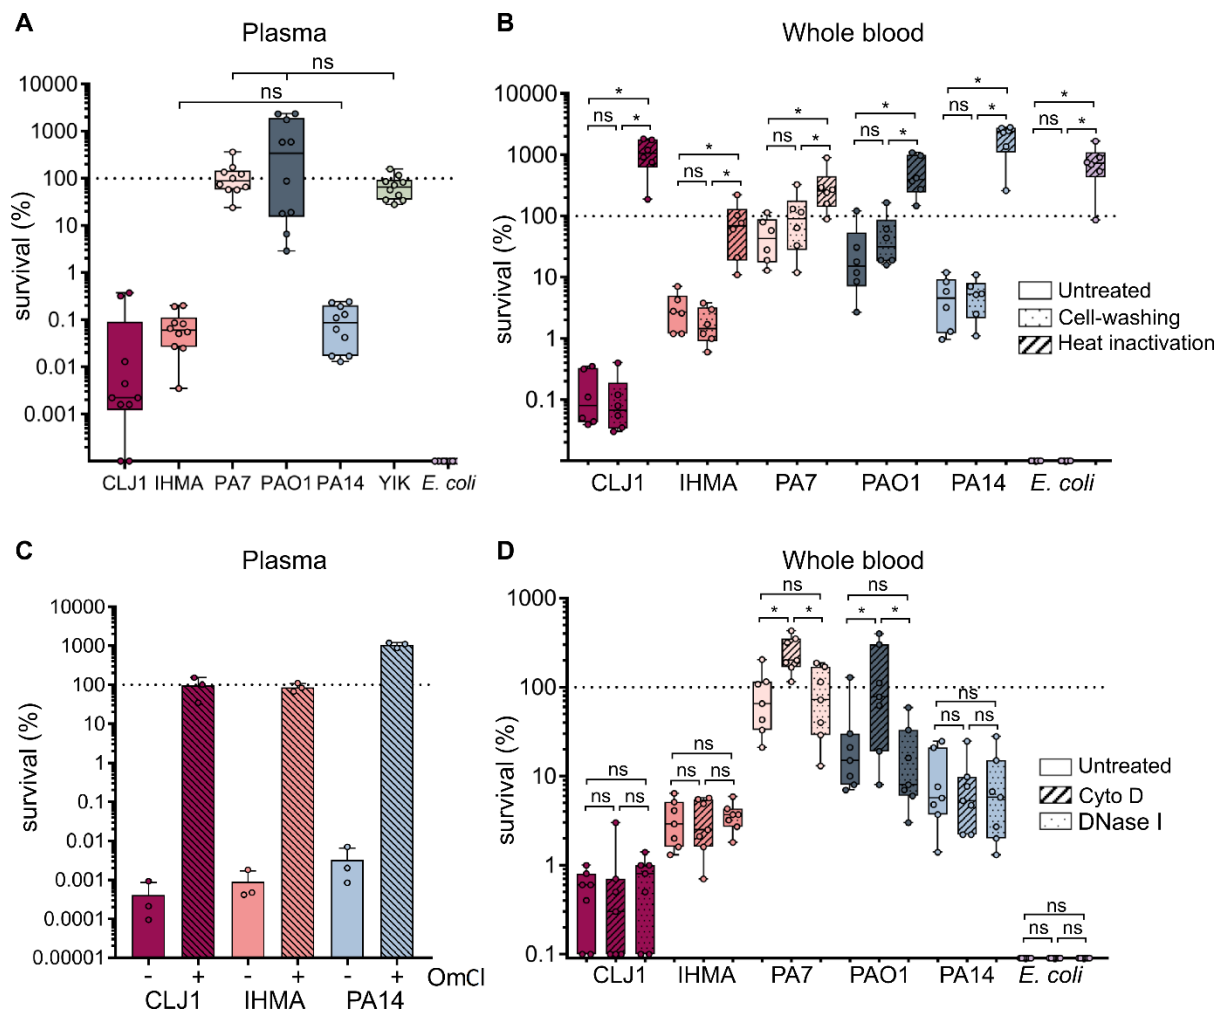 A
Plasma
ns
ns
survival (%)
10000
1000
100
10
1
0.1
0.01
0.001
CLJ1 IHMA PA7 PAO1 PA14 YIK E. coli
B
Whole blood
* * * * *
ns * ns * ns * ns * ns *
*
ns *
survival (%)
10000
1000
100
10
1
0.1
Untreated
Cell-washing
Heat inactivation
CLJ1 IHMA PA7 PAO1 PA14 E. coli
C
Plasma
survival (%)
10000
1000
100
10
1
0.1
0.01
0.001
0.0001
0.00001
- + - + - + OmCI
CLJ1 IHMA PA14
D
Whole blood
ns ns ns ns ns
ns ns ns ns * * * * ns ns
ns
ns ns
survival (%)
1000
100
10
1
0.1
Untreated
Cyto D
DNase I
CLJ1 IHMA PA7 PAO1 PA14 E. coli